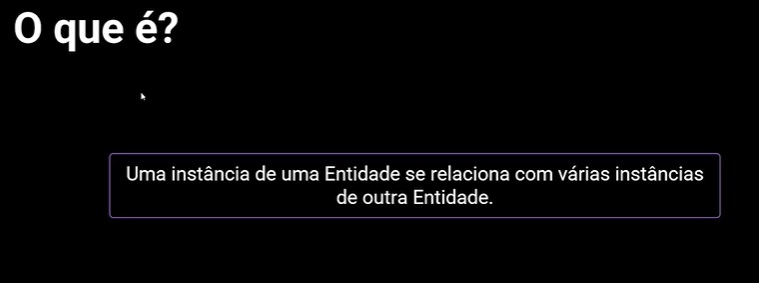 O que é?
Uma instância de uma Entidade se relaciona com várias instâncias
de outra Entidade.